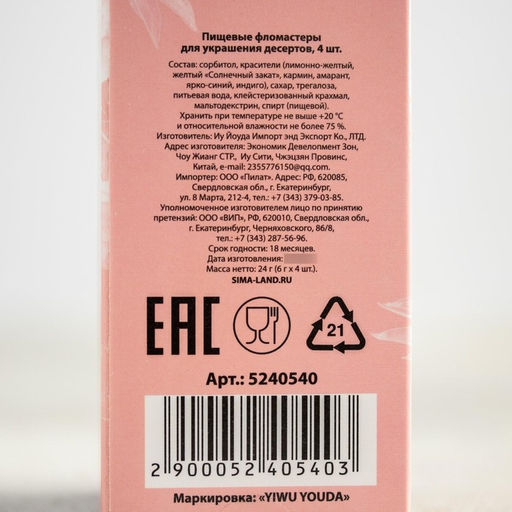 Пищевые фломастеры
для украшения десертов, 4 шт.
Состав: сорбитол, красители (лимонно-желтый,
желтый «Солнечный закат», кармин, амарант,
ярко-синий, индиго), сахар, трегалоза,
питьевая вода, клейстеризованный крахмал,
мальтодекстрин, спирт (пищевой).
Хранить при температуре не выше +20 °C
и относительной влажности не более 75 %.
Изготовитель: Иу Йоуда Импорт энд Экспорт Ко., ЛТД.
Адрес изготовителя: Экономик Девелопмент Зон,
Чоу Жианг СТР., Иу Сити, Чжэцзян Провинс,
Китай, e-mail: 2355776150@qq.com.
Импортер: ООО «Пилат». Адрес: РФ, 620085,
Свердловская обл., г. Екатеринбург,
ул. 8 Марта, 212-4, тел.: +7 (343) 379-03-85.
Уполномоченное изготовителем лицо по принятию
претензий: ООО «ВИП», РФ, 620010, Свердловская обл.,
г. Екатеринбург, Черняховского, 86/8,
тел.: +7 (343) 287-56-96.
Срок годности: 18 месяцев.
Дата изготовления:
Масса нетто: 24 г (6 г х 4 шт.).
SIMA-LAND.RU
EAC
21
Арт.: 5240540
2 900052 405403
Маркировка: «YIWU YOUDA»